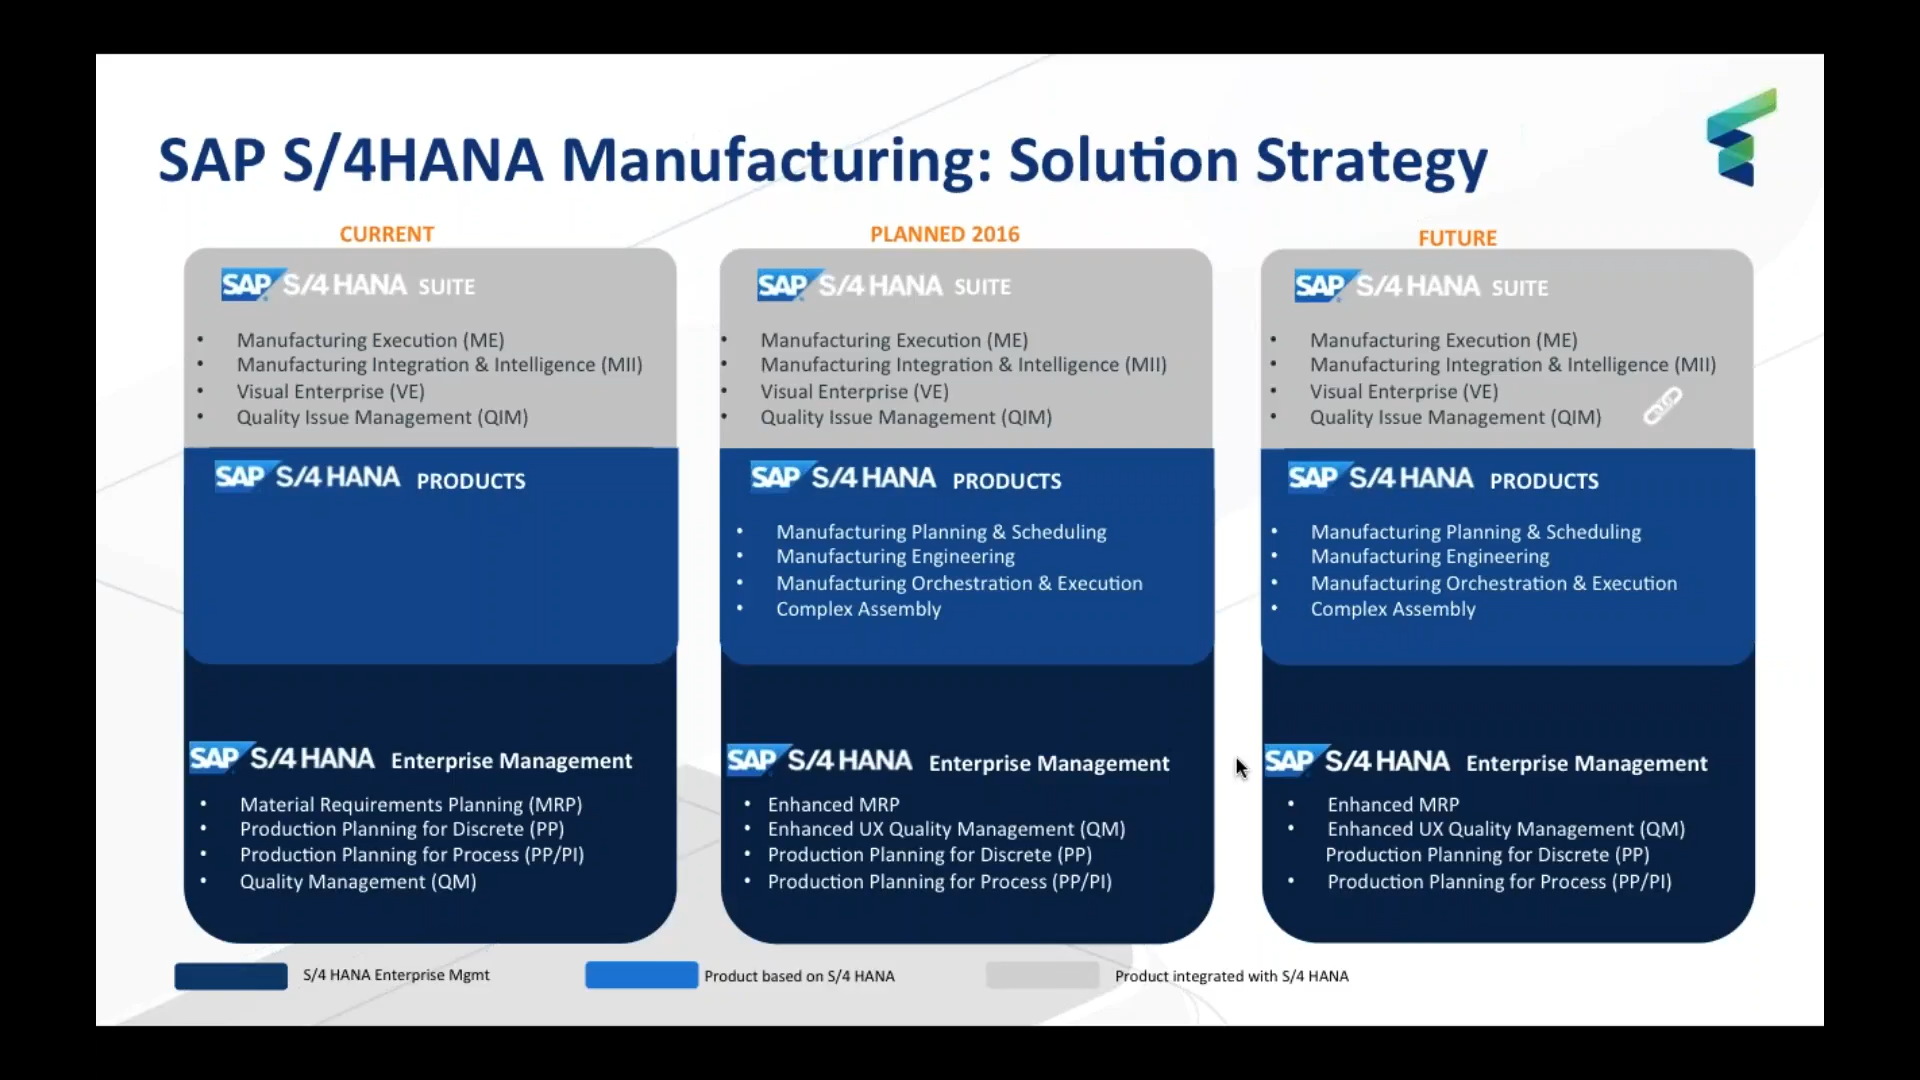 SAP S/4HANA Manufacturing: Solution Strategy
CURRENT
SAP S/4 HANA SUITE
• Manufacturing Execution (ME)
• Manufacturing Integration & Intelligence (MII)
• Visual Enterprise (VE)
• Quality Issue Management (QIM)
SAP S/4 HANA PRODUCTS
SAP S/4 HANA Enterprise Management
• Material Requirements Planning (MRP)
• Production Planning for Discrete (PP)
• Production Planning for Process (PP/PI)
• Quality Management (QM)
PLANNED 2016
SAP S/4 HANA SUITE
• Manufacturing Execution (ME)
• Manufacturing Integration & Intelligence (MII)
• Visual Enterprise (VE)
• Quality Issue Management (QIM)
SAP S/4 HANA PRODUCTS
• Manufacturing Planning & Scheduling
• Manufacturing Engineering
• Manufacturing Orchestration & Execution
• Complex Assembly
SAP S/4 HANA Enterprise Management
• Enhanced MRP
• Enhanced UX Quality Management (QM)
• Production Planning for Discrete (PP)
• Production Planning for Process (PP/PI)
FUTURE
SAP S/4 HANA SUITE
• Manufacturing Execution (ME)
• Manufacturing Integration & Intelligence (MII)
• Visual Enterprise (VE)
• Quality Issue Management (QIM)
SAP S/4 HANA PRODUCTS
• Manufacturing Planning & Scheduling
• Manufacturing Engineering
• Manufacturing Orchestration & Execution
• Complex Assembly
SAP S/4 HANA Enterprise Management
• Enhanced MRP
• Enhanced UX Quality Management (QM)
Production Planning for Discrete (PP)
• Production Planning for Process (PP/PI)
S/4 HANA Enterprise Mgmt
Product based on S/4 HANA
Product integrated with S/4 HANA